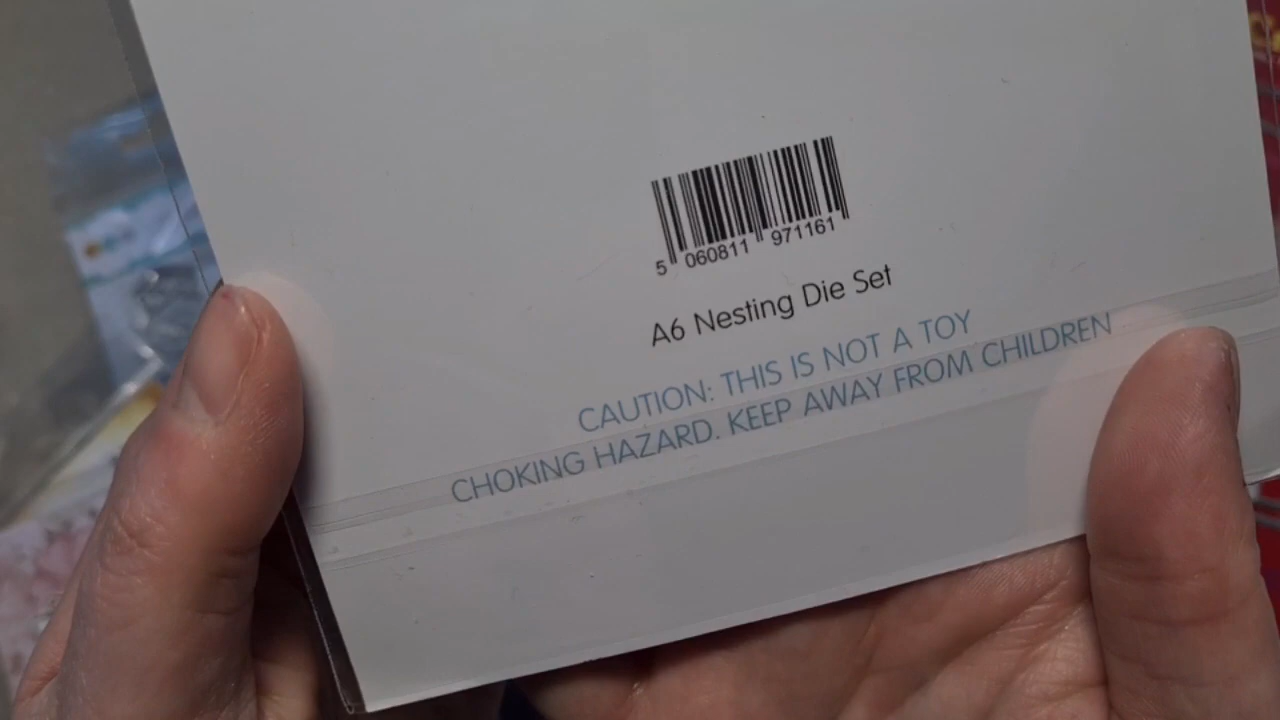 5 060811 971161
A6 Nesting Die Set
CAUTION: THIS IS NOT A TOY
CHOKING HAZARD. KEEP AWAY FROM CHILDREN